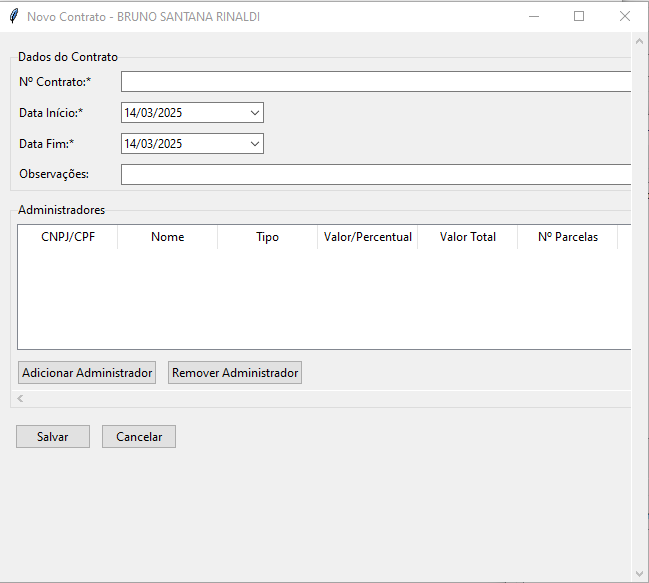 Novo Contrato - BRUNO SANTANA RINALDI
Dados do Contrato
Nº Contrato:*
Data Início:* 14/03/2025
Data Fim:* 14/03/2025
Observações:
Administradores
CNPJ/CPF Nome Tipo Valor/Percentual Valor Total Nº Parcelas
Adicionar Administrador Remover Administrador
Salvar Cancelar